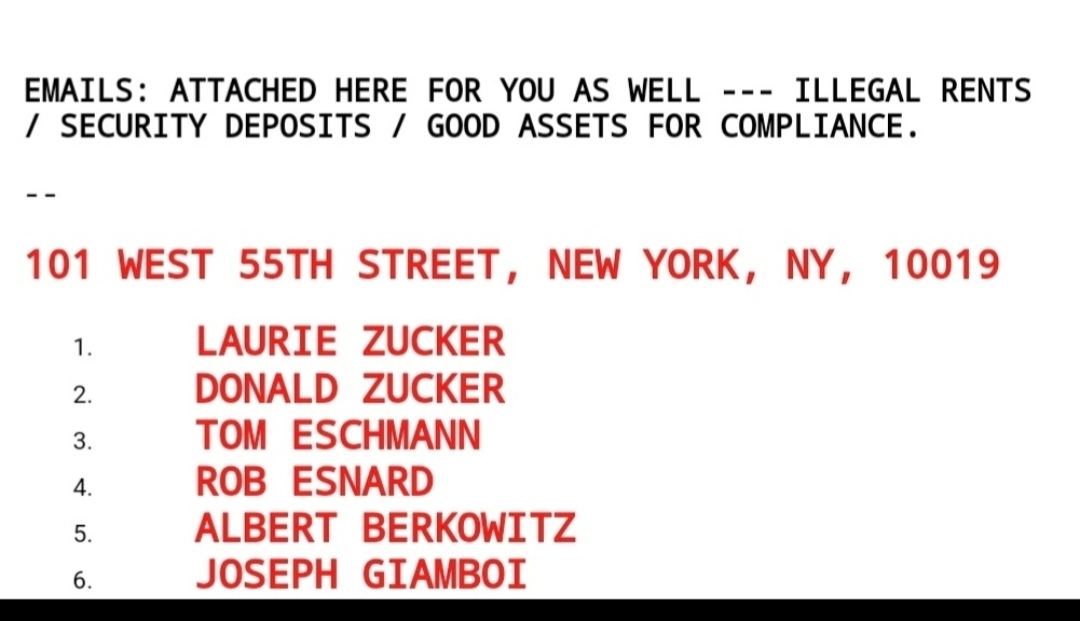 EMAILS: ATTACHED HERE FOR YOU AS WELL --- ILLEGAL RENTS
/ SECURITY DEPOSITS / GOOD ASSETS FOR COMPLIANCE.
--
101 WEST 55TH STREET, NEW YORK, NY, 10019
1. LAURIE ZUCKER
2. DONALD ZUCKER
3. TOM ESCHMANN
4. ROB ESNARD
5. ALBERT BERKOWITZ
6. JOSEPH GIAMBOI